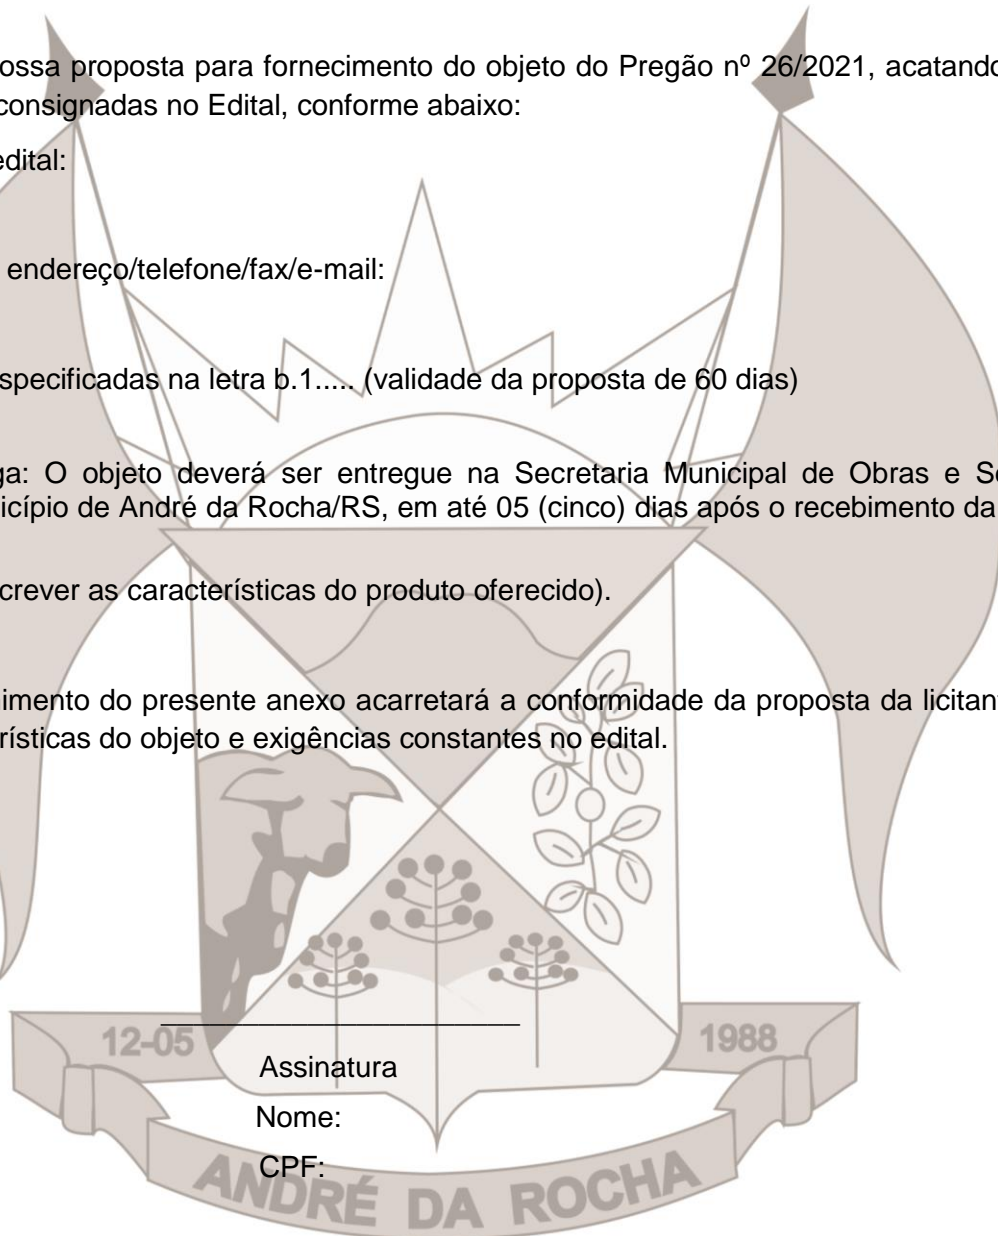 ossa proposta para fornecimento do objeto do Pregão nº 26/2021, acatando
consignadas no Edital, conforme abaixo:
edital:
endereço/telefone/fax/e-mail:
specificadas na letra b.1..... (validade da proposta de 60 dias)
ga: O objeto deverá ser entregue na Secretaria Municipal de Obras e Se
icípio de André da Rocha/RS, em até 05 (cinco) dias após o recebimento da
crever as características do produto oferecido).
imento do presente anexo acarretará a conformidade da proposta da licitant
rísticas do objeto e exigências constantes no edital.
12-05
1988
Assinatura
Nome:
CPF:
ANDRÉ DA ROCHA